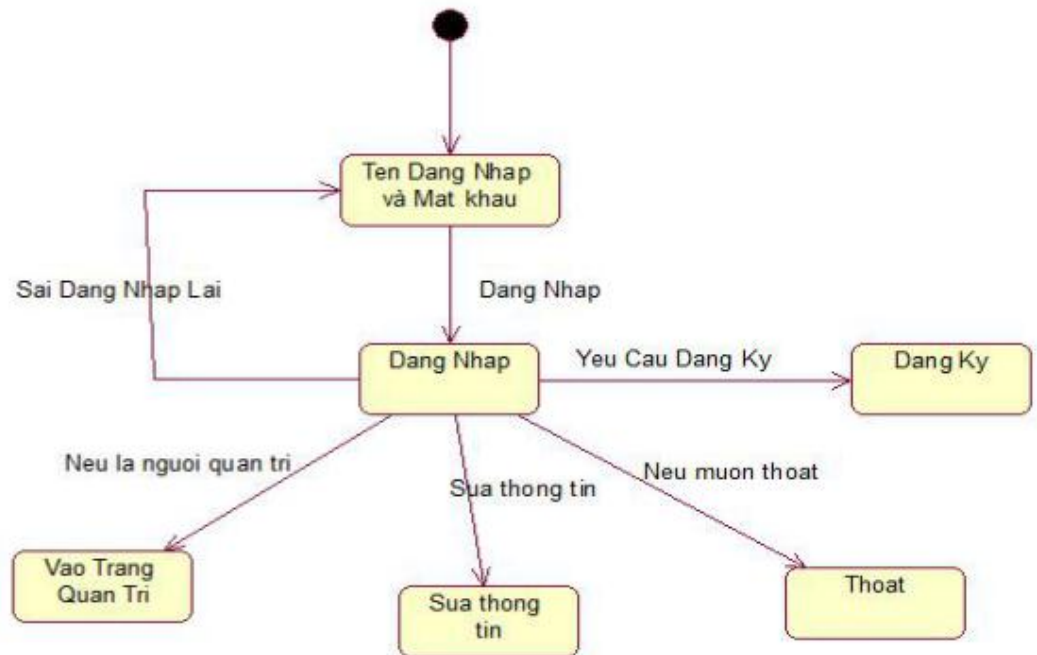 Ten Dang Nhap
và Mat khau
Sai Dang Nhap Lai
Dang Nhap
Dang Nhap
Yeu Cau Dang Ky
Dang Ky
Neu la nguoi quan tri
Sua thong tin
Neu muon thoat
Vao Trang
Quan Tri
Sua thong
tin
Thoat